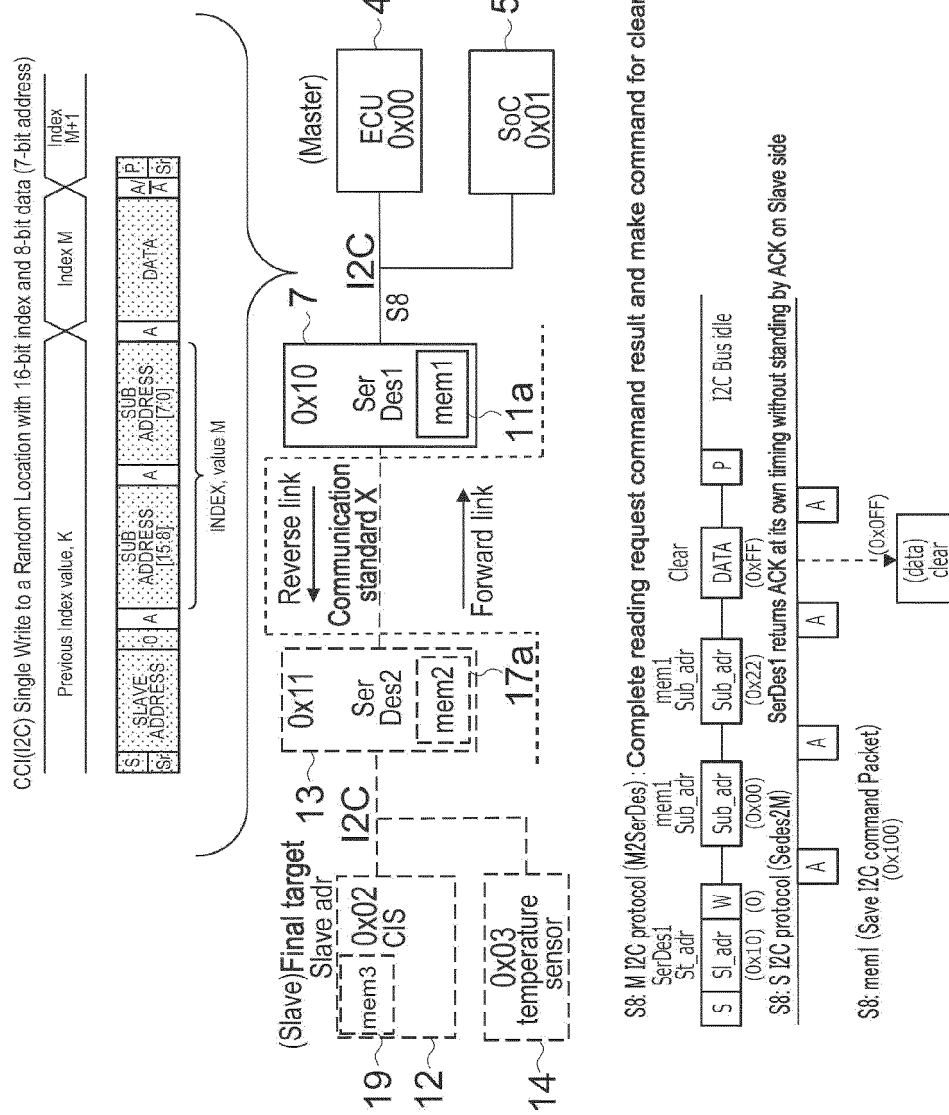 CCI(I2C) Single Write to a Random Location with 16-bit index and 8-bit data (7-bit address)
Previous Index value, K
Index M
Index
M+1
S
Sr
SLAVE
ADDRESS
0
A
SUB
ADDRESS
[15:8]
A
SUB
ADDRESS
[7:0]
A
DATA
A/
A
P
Sr
INDEX, value M
(Slave)Final target
Slave adr
0x02
CIS
mem3
19
12
0x03
temperature
sensor
14
I2C
13
0x11
Ser
Des2
mem2
17a
Reverse link
Communication
standard X
Forward link
7
0x10
Ser
Des1
mem1
11a
I2C
S8
(Master)
ECU
0x00
4
SoC
0x01
5
S8: M I2C protocol (M2SerDes) :Complete reading request command result and make command for clear
SerDes1
St_adr
mem1
Sub_adr
mem1
Sub_adr
Clear
S
Sl_adr
W
Sub_adr
Sub_adr
DATA
P
I2C Bus idle
(0x10)
(0)
(0x00)
(0x22)
(0xFF)
S8: S I2C protocol (Sedes2M)
SerDes1 returns ACK at its own timing without standing by ACK on Slave side
A
A
A
A
S8: mem1 (Save I2C command Packet)
(0x100)
(0x0FF)
(data)
clear